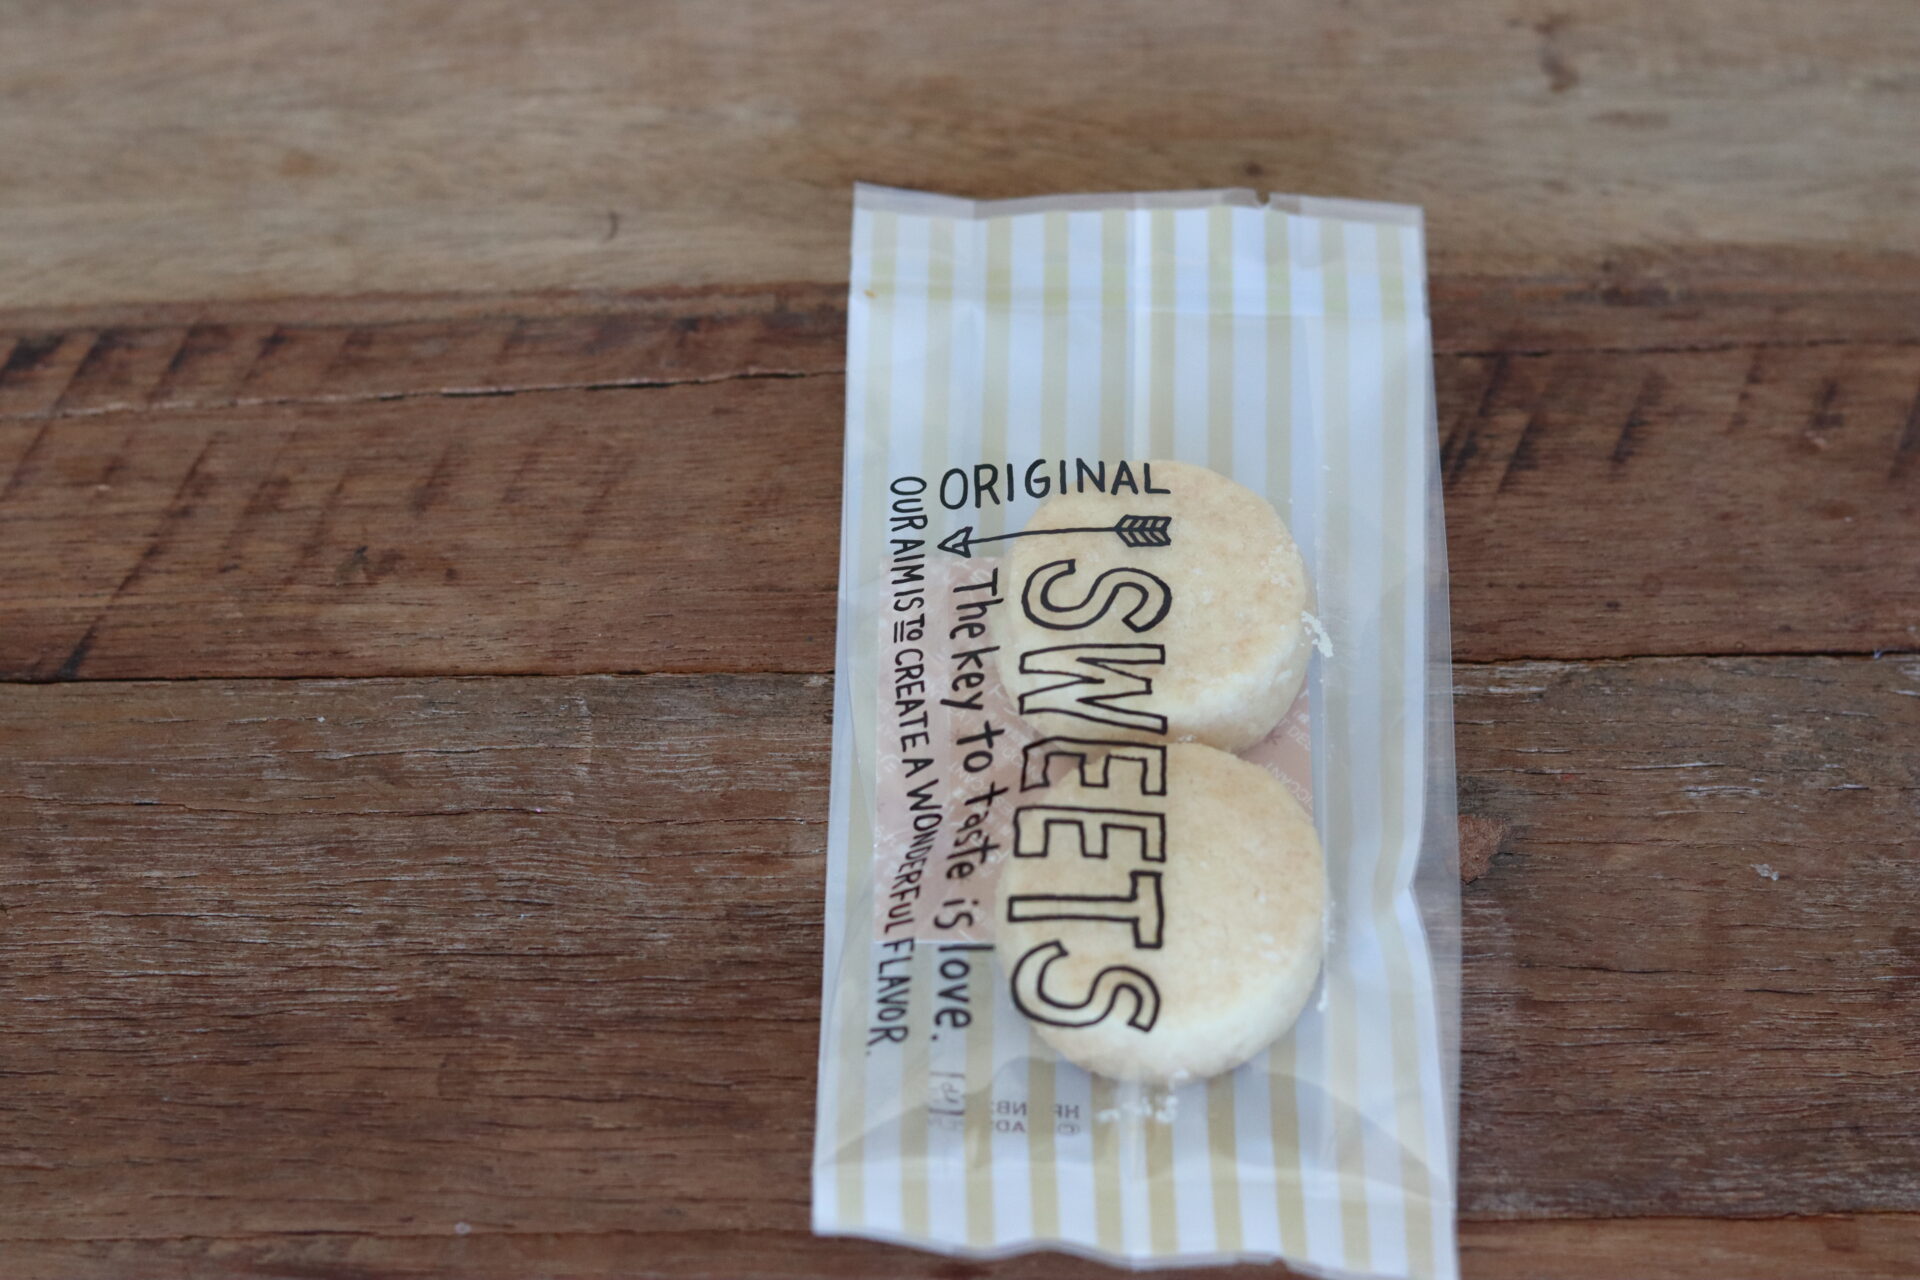 ORIGINAL
SWEETS
The key to taste is love.
OUR AIM IS TO CREATE A WONDERFUL FLAVOR.